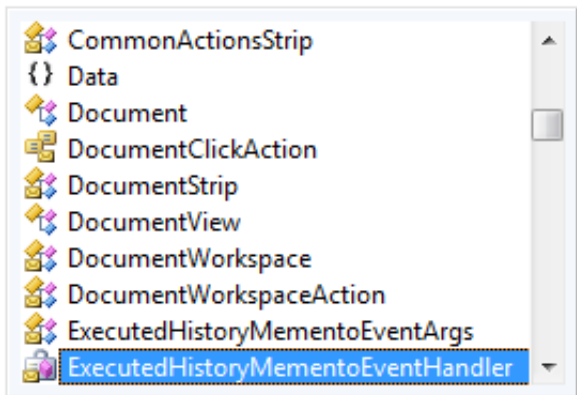 CommonActionsStrip
{} Data
Document
DocumentClickAction
DocumentStrip
DocumentView
DocumentWorkspace
DocumentWorkspaceAction
ExecutedHistoryMementoEventArgs
ExecutedHistoryMementoEventHandler